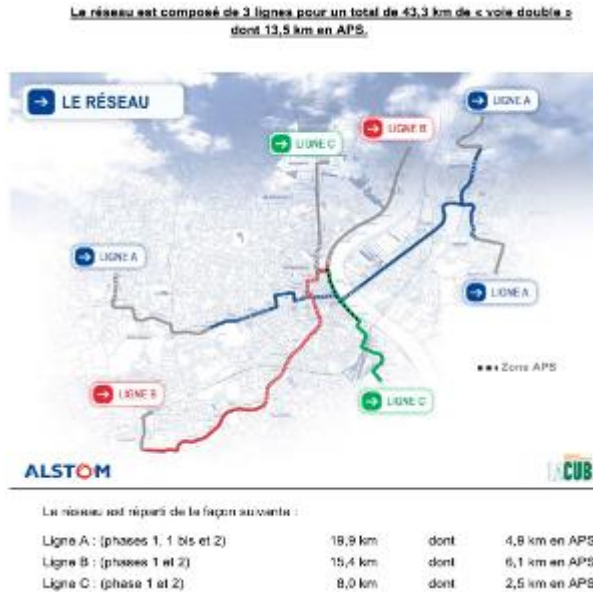 Le réseau est composé de 3 lignes pour un total de 43,3 km de « voie double »
dont 13,5 km en APS.
LE RÉSEAU
LIGNE A
LIGNE B
LIGNE C
LIGNE A
LIGNE A
Zone APS
LIGNE B
LIGNE C
ALSTOM
LACUB
Le réseau est réparti de la façon suivante :
Ligne A : (phases 1, 1 bis et 2) 19,9 km dont 4,9 km en APS
Ligne B : (phases 1 et 2) 15,4 km dont 6,1 km en APS
Ligne C : (phase 1 et 2) 8,0 km dont 2,5 km en APS